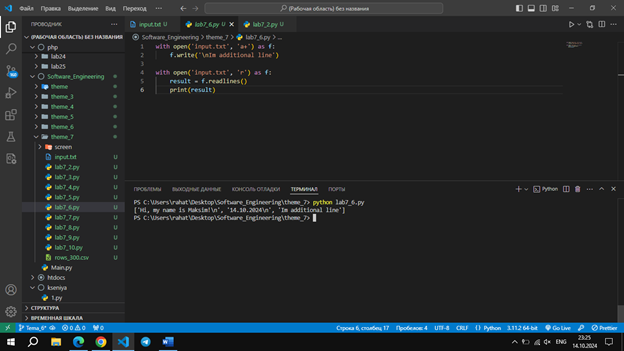 Файл Правка Выделение Вид Переход ... (Рабочая область) Без названия
ПРОВОДНИК
input.txt U lab7_6.py U lab7_2.py U
(РАБОЧАЯ ОБЛАСТЬ) БЕЗ НАЗВАНИЯ
Software_Engineering > theme_7 > lab7_6.py > ...
php
lab24
lab25
Software_Engineering
theme
theme_3
theme_4
theme_5
theme_6
theme_7
screen
input.txt U
lab7_2.py U
lab7_3.py U
lab7_4.py U
lab7_5.py U
lab7_6.py U
lab7_7.py U
lab7_8.py U
lab7_9.py U
lab7_10.py U
rows_300.csv U
Main.py
htdocs
kseniya
1.py
СТРУКТУРА
ВРЕМЕННАЯ ШКАЛА
1 with open('input.txt', 'a+') as f:
2 f.write('\nIm additional line')
3
4 with open('input.txt', 'r') as f:
5 result = f.readlines()
6 print(result)
ПРОБЛЕМЫ ВЫХОДНЫЕ ДАННЫЕ КОНСОЛЬ ОТЛАДКИ ТЕРМИНАЛ ПОРТЫ Python
PS C:\Users\rahat\Desktop\Software_Engineering\theme_7> python lab7_6.py
['Hi, my name is Maksim!\n', '14.10.2024\n', 'Im additional line']
PS C:\Users\rahat\Desktop\Software_Engineering\theme_7>
Tema_6* 0 0 0 Строка 6, столбец 17 Пробелов: 4 UTF-8 CRLF Python 3.11.2 64-bit Go Live Prettier
ENG 23:25
14.10.2024